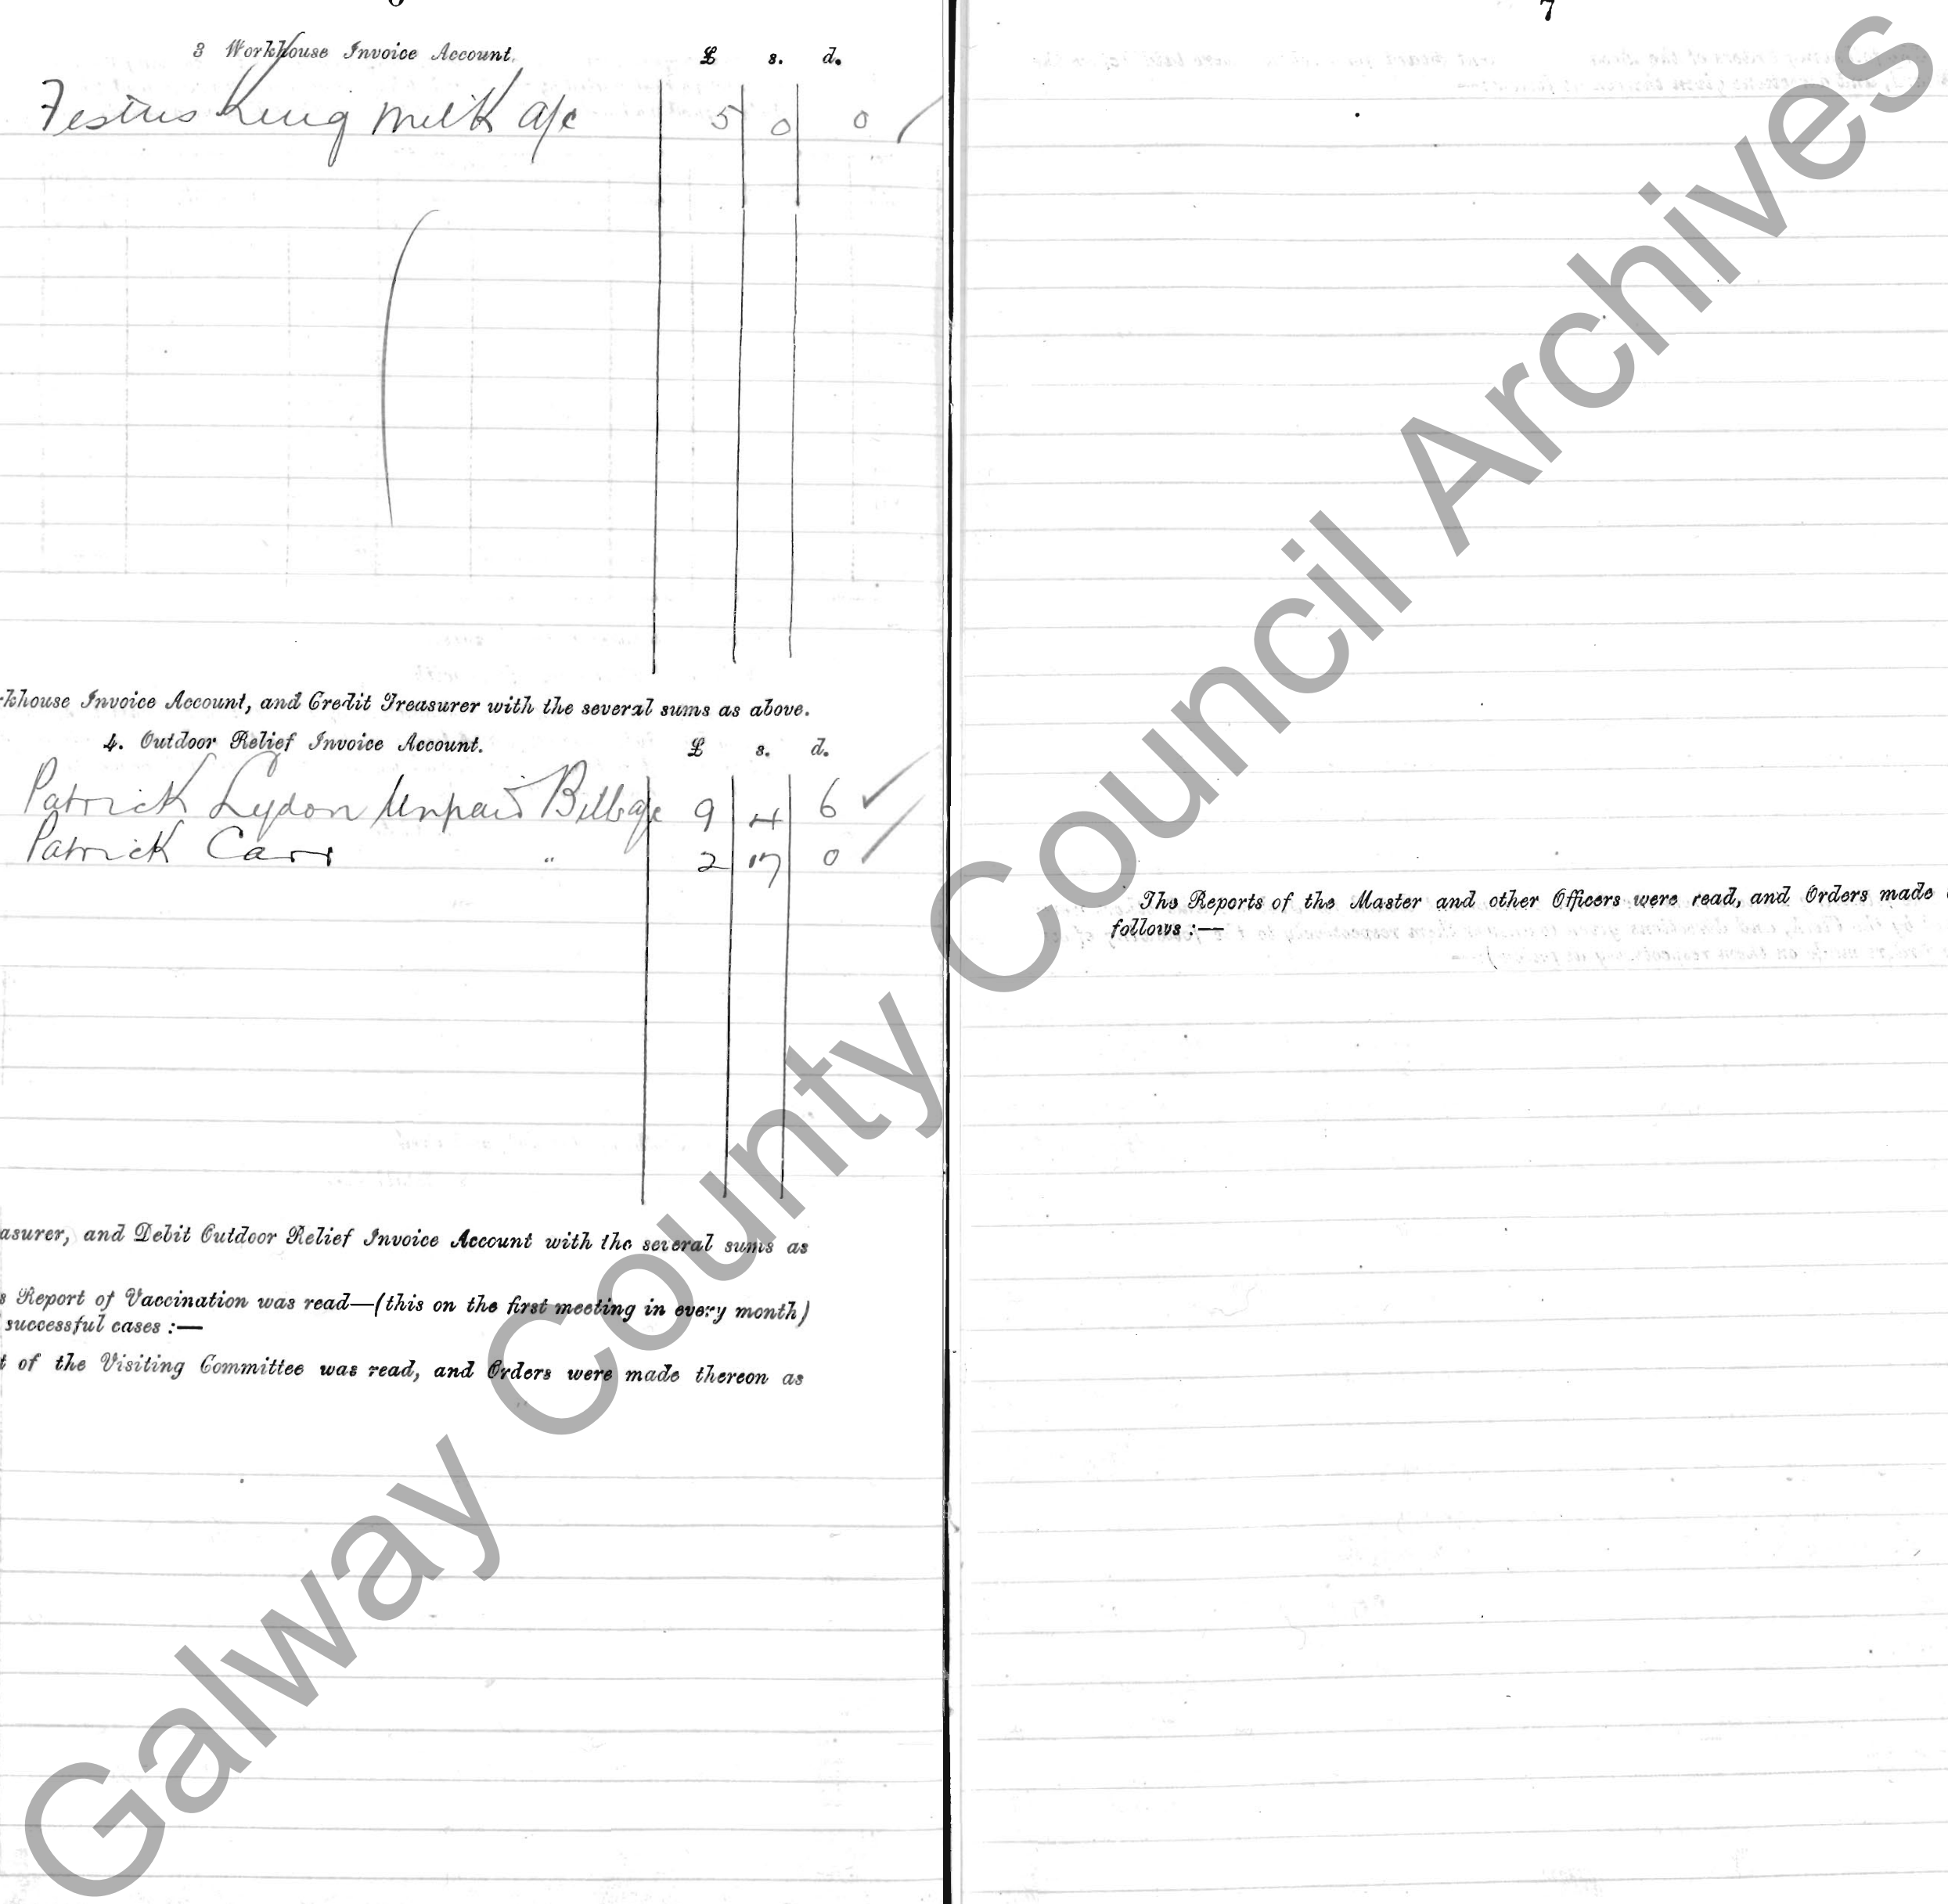 3 Workhouse Invoice Account. £ s. d.
Festus King Milk a/c 5 0 0
khouse Invoice Account, and Credit Treasurer with the several sums as above.
4. Outdoor Relief Invoice Account. £ s. d.
Patrick Lydon Unpaid Bills a/c 9 4 6 ✓
Patrick Carr " 2 17 0
asurer, and Debit Outdoor Relief Invoice Account with the several sums as
s Report of Vaccination was read—(this on the first meeting in every month)
successful cases :—
t of the Visiting Committee was read, and Orders were made thereon as
7
The Reports of the Master and other Officers were read, and Orders made
follows :—
Galway County Council Archives